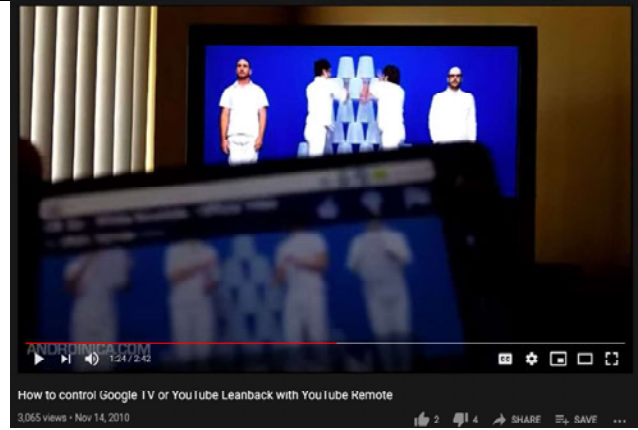 ANORDINICA.COM
1:24 / 2:42
How to control Google TV or YouTube Leanback with YouTube Remote
3,065 views • Nov 14, 2010
2 4 SHARE SAVE